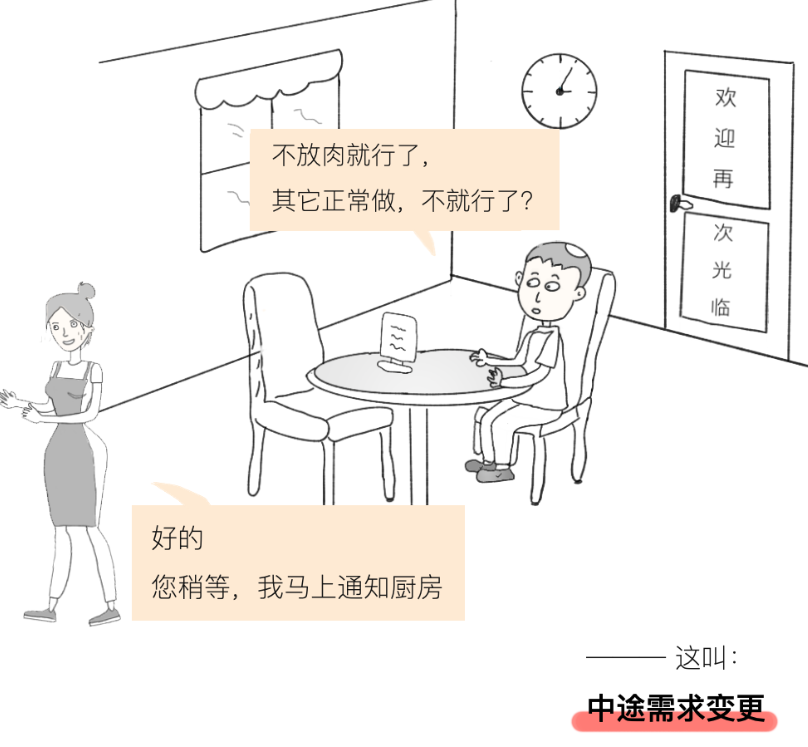 欢
迎
再
次
光
临
不放肉就行了，
其它正常做，不就行了？
好的
您稍等，我马上通知厨房
——— 这叫：
中途需求变更